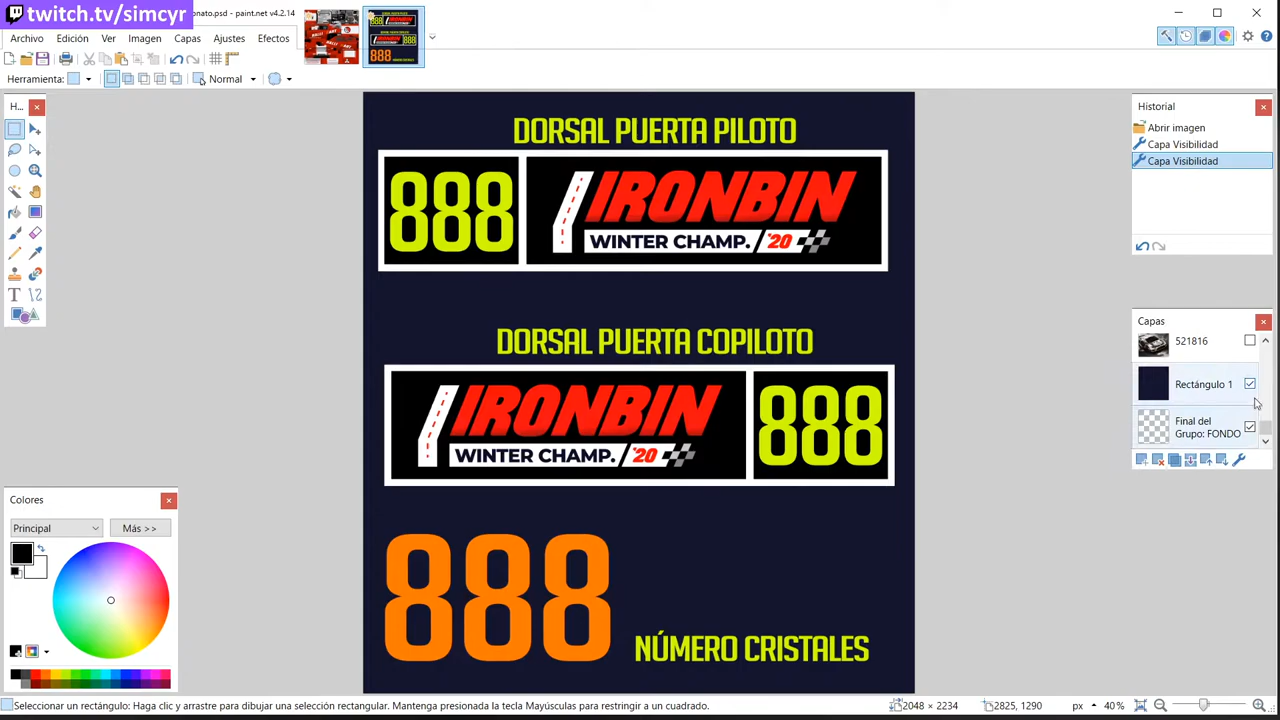 twitch.tv/simcyr
onato.psd - paint.net v4.2.14
Archivo Edición Ver Imagen Capas Ajustes Efectos
Herramienta: Normal
H...
DORSAL PUERTA PILOTO
888 IRONBIN
WINTER CHAMP. '20
DORSAL PUERTA COPILOTO
IRONBIN 888
WINTER CHAMP. '20
888
NÚMERO CRISTALES
Historial
Abrir imagen
Capa Visibilidad
Capa Visibilidad
Capas
521816
Rectángulo 1
Final del
Grupo: FONDO
Colores
Principal Más >>
Seleccionar un rectángulo: Haga clic y arrastre para dibujar una selección rectangular. Mantenga presionada la tecla Mayúsculas para restringir a un cuadrado. 2048 × 2234 2825, 1290 px 40%